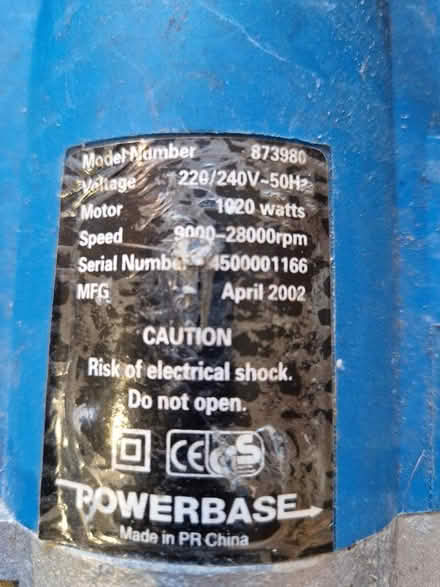 Model Number 873980
Voltage 220/240V~50Hz
Motor 1020 watts
Speed 9000-28000rpm
Serial Number 4500001166
MFG April 2002
CAUTION
Risk of electrical shock.
Do not open.
CE GS
POWERBASE
Made in PR China